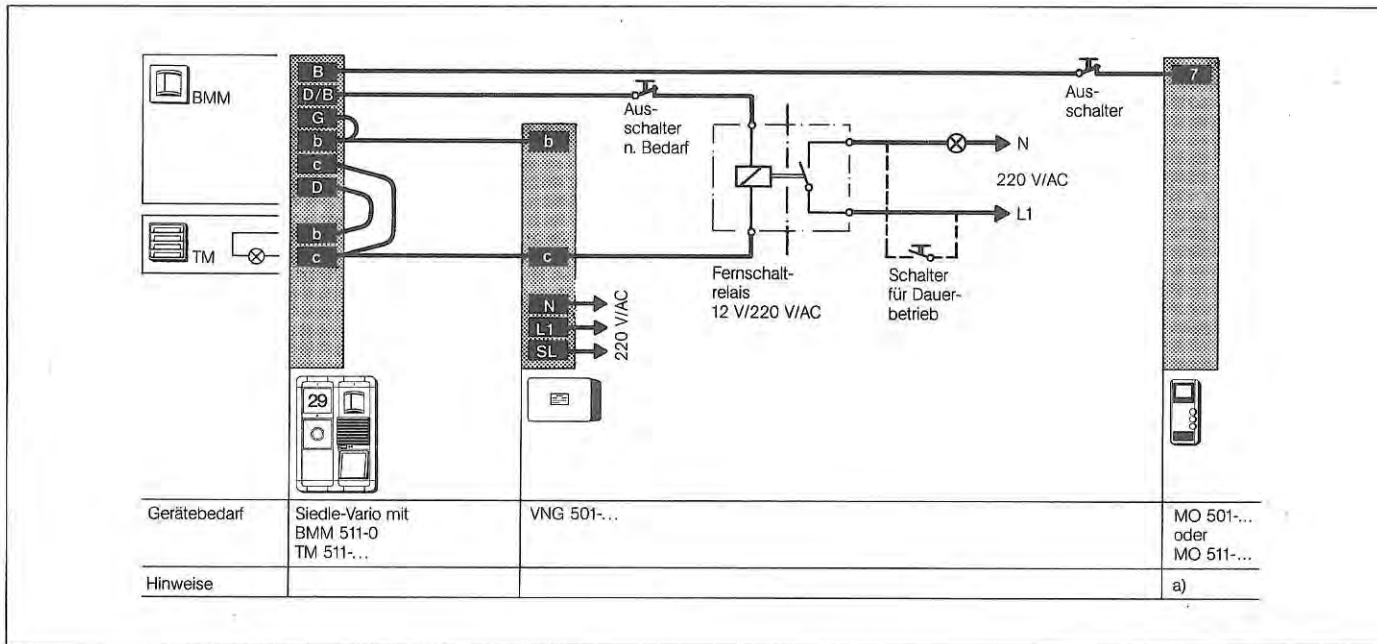 BMM
TM
B
D/B
G
b
c
D
b
c
Aus-
schalter
n. Bedarf
b
c
N
L1
SL
220 V/AC
Fernschalt-
relais
12 V/220 V/AC
N
220 V/AC
L1
Schalter
für Dauer-
betrieb
Aus-
schalter
7
29
Gerätebedarf
Siedle-Vario mit
BMM 511-0
TM 511-...
VNG 501-...
MO 501-...
oder
MO 511-...
Hinweise
a)